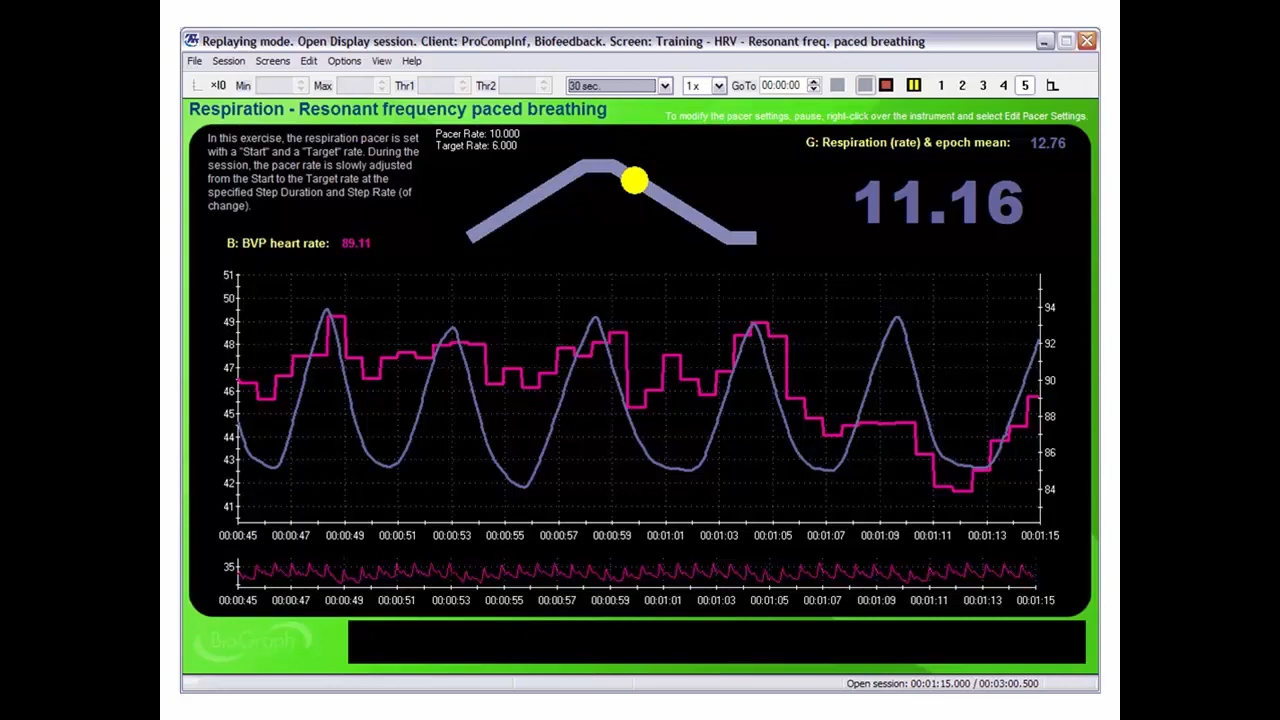 Replaying mode. Open Display session. Client: ProCompInf, Biofeedback. Screen: Training - HRV - Resonant freq. paced breathing
File Session Screens Edit Options View Help
×10 Min Max Thr1 Thr2 30 sec. 1 x GoTo 00:00:00 1 2 3 4 5
Respiration - Resonant frequency paced breathing
To modify the pacer settings, pause, right-click over the instrument and select Edit Pacer Settings.
In this exercise, the respiration pacer is set
with a "Start" and a "Target" rate. During the
session, the pacer rate is slowly adjusted
from the Start to the Target rate at the
specified Step Duration and Step Rate (of
change).
Pacer Rate: 10.000
Target Rate: 6.000
G: Respiration (rate) & epoch mean: 12.76
11.16
B: BVP heart rate: 89.11
51
50
49
48
47
46
45
44
43
42
41
94
92
90
88
86
84
00:00:45 00:00:47 00:00:49 00:00:51 00:00:53 00:00:55 00:00:57 00:00:59 00:01:01 00:01:03 00:01:05 00:01:07 00:01:09 00:01:11 00:01:13 00:01:15
35
00:00:45 00:00:47 00:00:49 00:00:51 00:00:53 00:00:55 00:00:57 00:00:59 00:01:01 00:01:03 00:01:05 00:01:07 00:01:09 00:01:11 00:01:13 00:01:15
BioGraph
Open session: 00:01:15.000 / 00:03:00.500